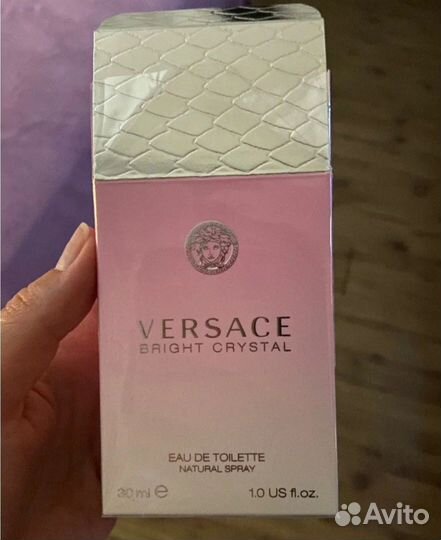 VERSACE
BRIGHT CRYSTAL
EAU DE TOILETTE
NATURAL SPRAY
30 ml e 1.0 US fl.oz.
Avito